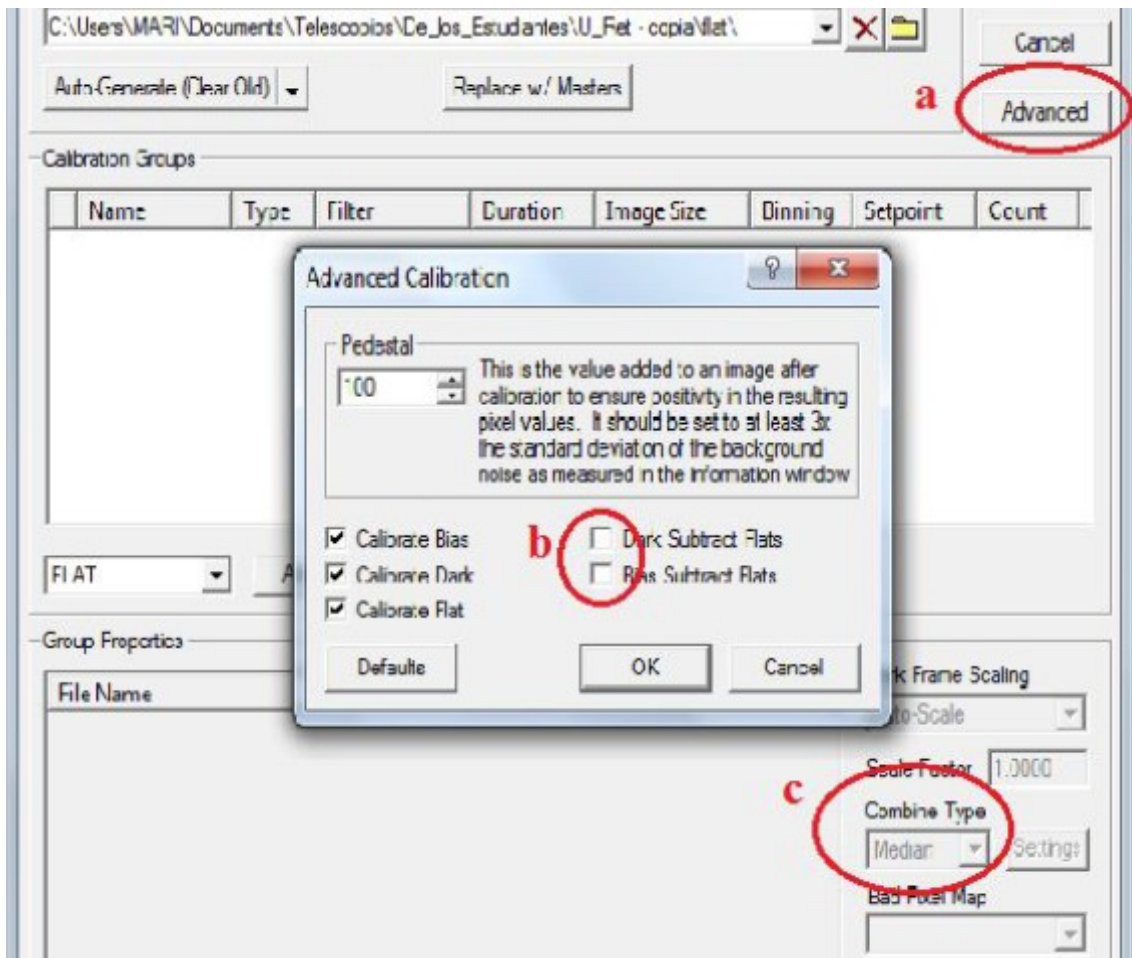 C:\Users\MARI\Documents\Telescopios\De_los_Estudiantes\U_Ret - copia\flat\
Cancel
Auto-Generate (Clear Old)
Replace w/ Masters
a
Advanced
Calibration Groups
Name Type Filter Duration Image Size Binning Setpoint Count
Advanced Calibration
?
Pedestal
100
This is the value added to an image after
calibration to ensure positivity in the resulting
pixel values. It should be set to at least 3x
the standard deviation of the background
noise as measured in the information window
Calibrate Bias
b
Dark Subtract Flats
FLAT
A
Calibrate Dark
Bias Subtract Flats
Calibrate Flat
Group Properties
Defaults
OK
Cancel
File Name
k Frame Scaling
to-Scale
Scale Factor 1.0000
c
Combine Type
Median
Settings
Bad Pixel Map